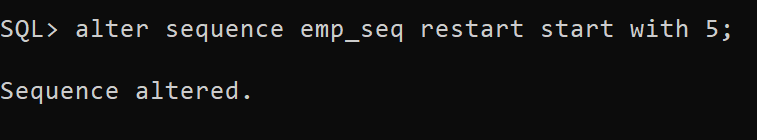 SQL> alter sequence emp_seq restart start with 5;
Sequence altered.